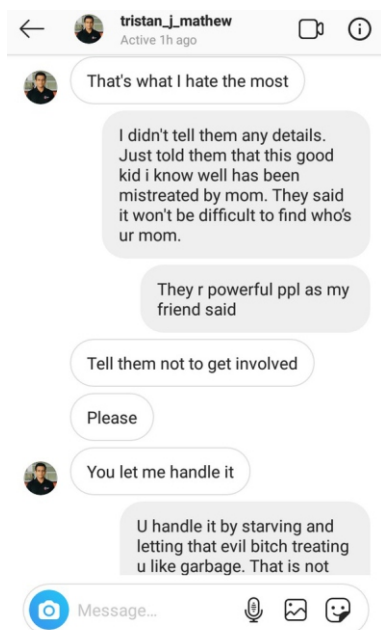 tristan_j_mathew
Active 1h ago
That's what I hate the most
I didn't tell them any details.
Just told them that this good
kid i know well has been
mistreated by mom. They said
it won't be difficult to find who's
ur mom.
They r powerful ppl as my
friend said
Tell them not to get involved
Please
You let me handle it
U handle it by starving and
letting that evil bitch treating
u like garbage. That is not
Message...